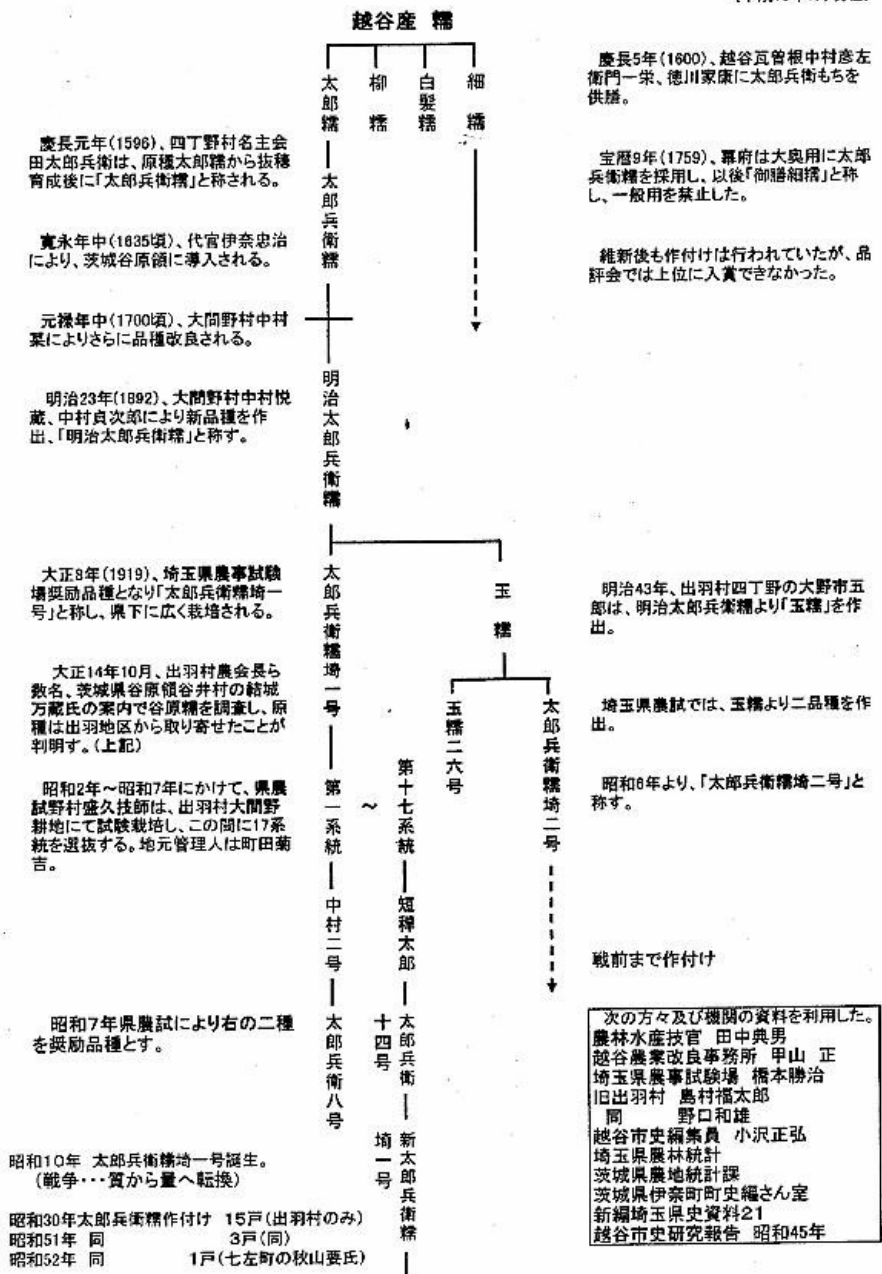 越谷産 糯
太郎糯
柳糯
白髪糯
細糯
慶長5年(1600)、越谷瓦曽根中村彦左
衛門一栄、徳川家康に太郎兵衛もちを
供膳。
慶長元年(1596)、四丁野村名主会
田太郎兵衛は、原種太郎糯から抜穂
育成後に「太郎兵衛糯」と称される。
太郎兵衛糯
宝暦9年(1759)、幕府は大奥用に太郎
兵衛糯を採用し、以後「御膳細糯」と称
し、一般用を禁止した。
寛永年中(1635頃)、代官伊奈忠治
により、茨城谷原領に導入される。
維新後も作付けは行われていたが、品
評会では上位に入賞できなかった。
元禄年中(1700頃)、大間野村中村
某によりさらに品種改良される。
明治23年(1892)、大間野村中村悦
蔵、中村貞次郎により新品種を作
出、「明治太郎兵衛糯」と称す。
明治太郎兵衛糯
大正8年(1919)、埼玉県農事試験
場奨励品種となり「太郎兵衛糯埼一
号」と称し、県下に広く栽培される。
太郎兵衛糯埼一号
玉糯
明治43年、出羽村四丁野の大野市五
郎は、明治太郎兵衛糯より「玉糯」を作
出。
大正14年10月、出羽村農会長ら
数名、茨城県谷原領谷井村の結城
万蔵氏の案内で谷原糯を調査し、原
種は出羽地区から取り寄せたことが
判明す。(上記)
玉糯二六号
太郎兵衛糯埼二号
埼玉県農試では、玉糯より二品種を作
出。
昭和6年より、「太郎兵衛糯埼二号」と
称す。
昭和2年～昭和7年にかけて、県農
試野村盛久技師は、出羽村大間野
耕地にて試験栽培し、この間に17系
統を選抜する。地元管理人は町田菊
吉。
第一系統
～
第十七系統
中村二号
短稈太郎
戦前まで作付け
昭和7年県農試により右の二種
を奨励品種とす。
太郎兵衛八号
太郎兵衛
十四号
新太郎兵衛糯
埼一号
昭和10年 太郎兵衛糯埼一号誕生。
(戦争・・・質から量へ転換)
昭和30年太郎兵衛糯作付け 15戸(出羽村のみ)
昭和51年 同 3戸(同)
昭和52年 同 1戸(七左町の秋山要氏)
次の方々及び機関の資料を利用した。
農林水産技官 田中典男
越谷農業改良事務所 甲山 正
埼玉県農事試験場 橋本勝治
旧出羽村 島村福太郎
同 野口和雄
越谷市史編集員 小沢正弘
埼玉県農林統計
茨城県農地統計課
茨城県伊奈町町史編さん室
新編埼玉県史資料21
越谷市史研究報告 昭和45年